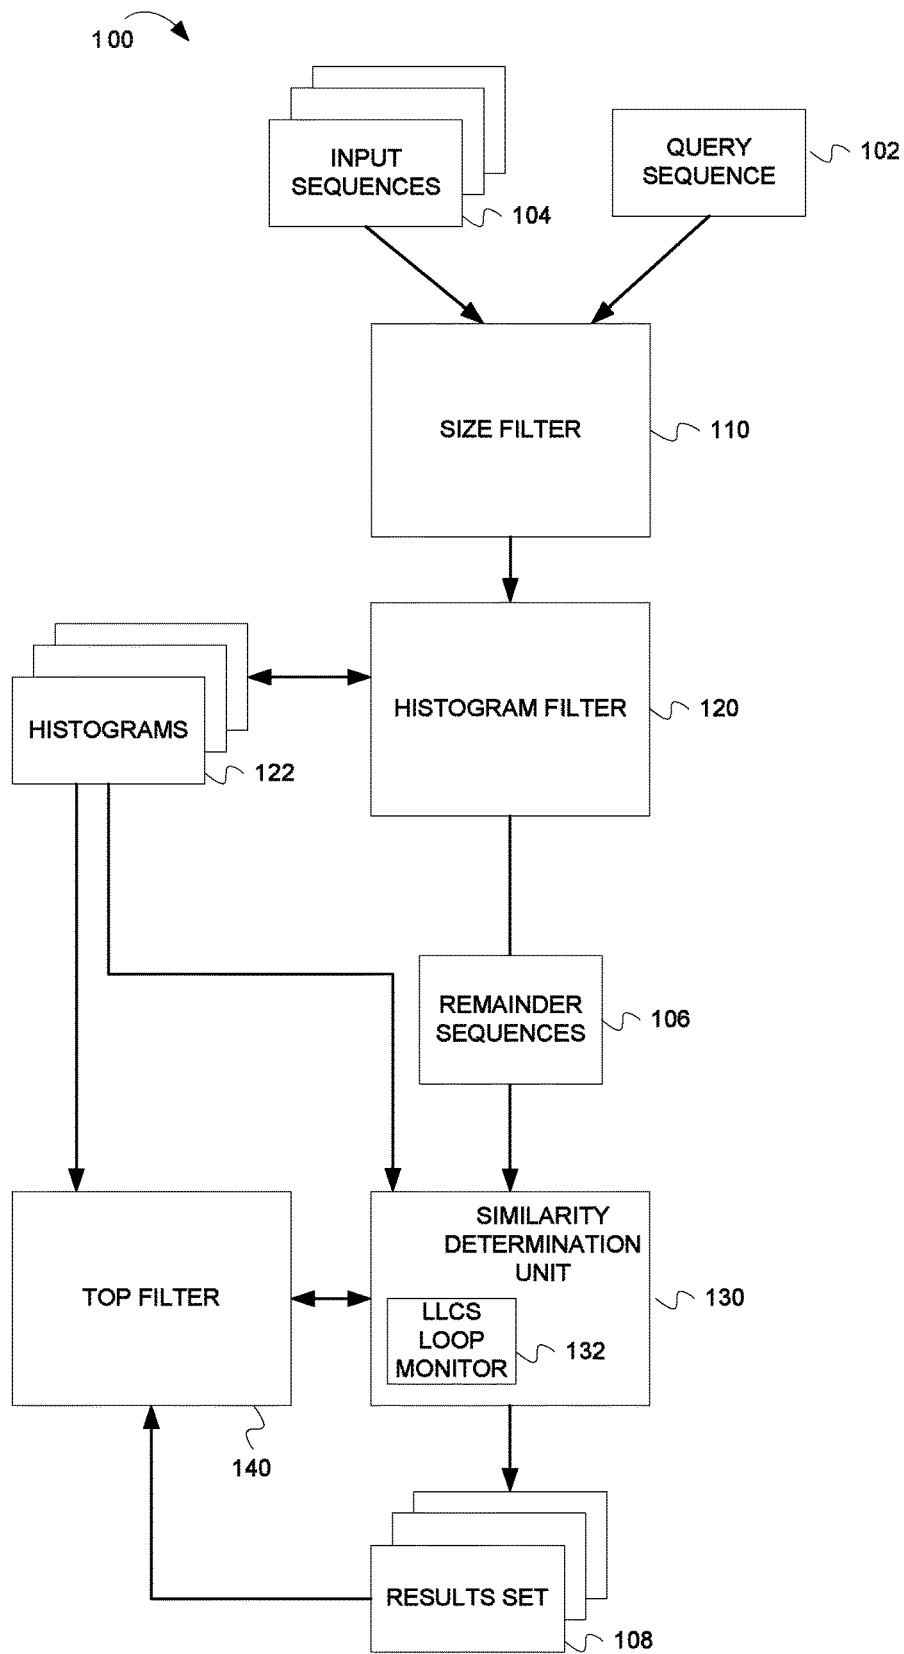 100
INPUT
SEQUENCES
104
QUERY
SEQUENCE
102
SIZE FILTER
110
HISTOGRAM FILTER
120
HISTOGRAMS
122
REMAINDER
SEQUENCES
106
SIMILARITY
DETERMINATION
UNIT
130
TOP FILTER
140
LLCS
LOOP
MONITOR
132
RESULTS SET
108